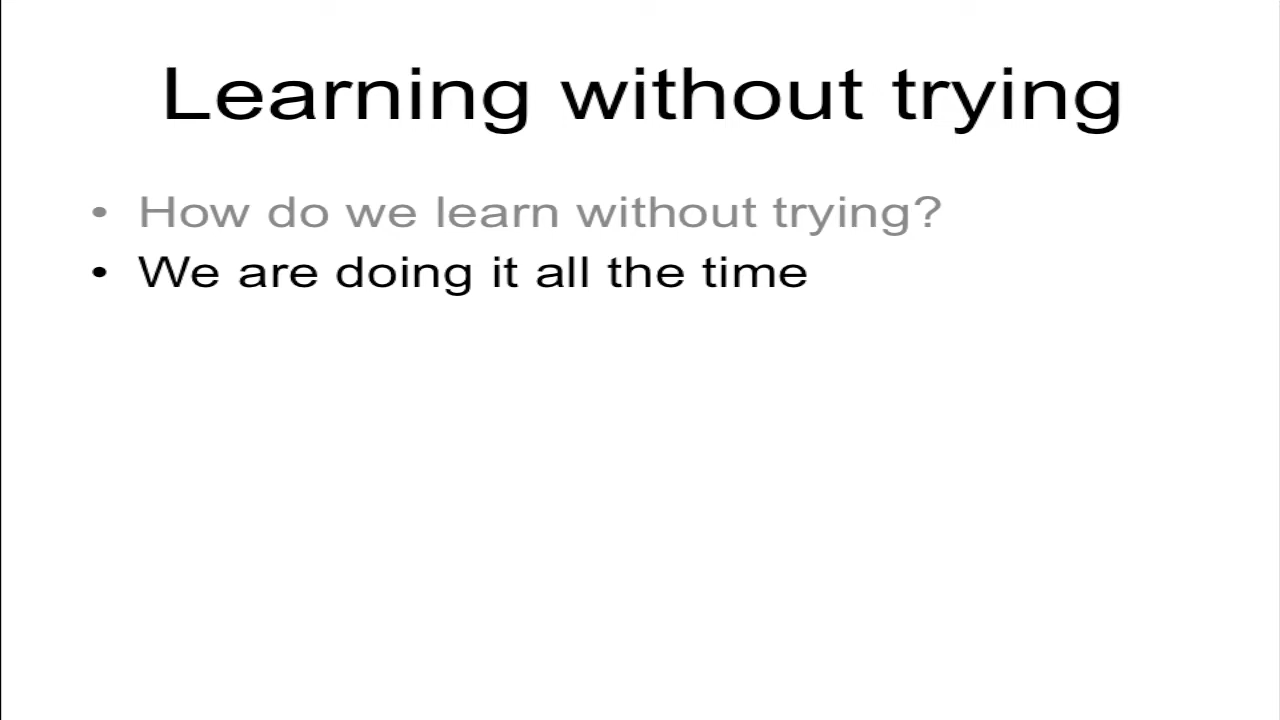 Learning without trying
• How do we learn without trying?
• We are doing it all the time